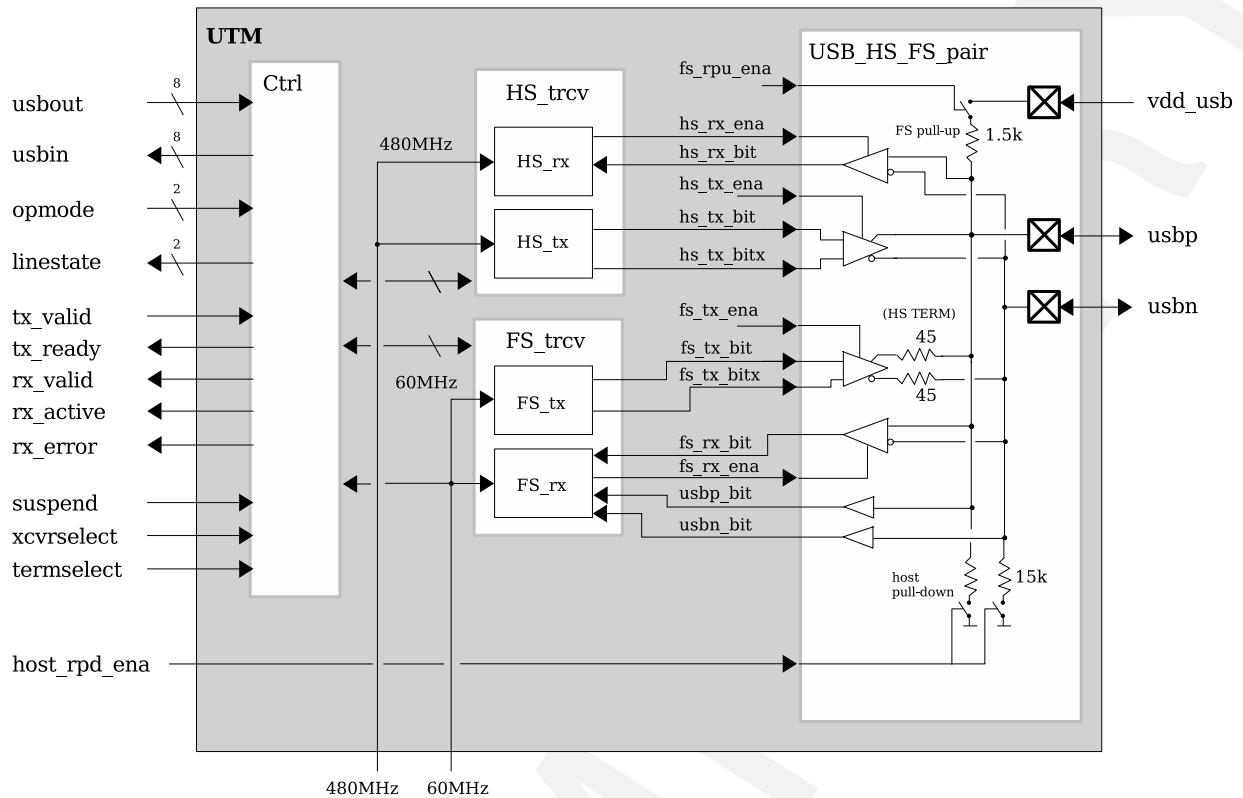 UTM
USB_HS_FS_pair
Ctrl
HS_trcv
fs_rpu_ena
usbout
8
vdd_usb
FS pull-up
1.5k
hs_rx_ena
480MHz
HS_rx
hs_rx_bit
usbin
8
hs_tx_ena
opmode
2
hs_tx_bit
usbp
HS_tx
hs_tx_bitx
linestate
2
usbn
tx_valid
fs_tx_ena
(HS TERM)
45
FS_trcv
tx_ready
fs_tx_bit
rx_valid
60MHz
fs_tx_bitx
45
FS_tx
rx_active
rx_error
fs_rx_bit
fs_rx_ena
FS_rx
usbp_bit
suspend
usbn_bit
xcvrselect
termselect
host
pull-down
15k
host_rpd_ena
480MHz
60MHz